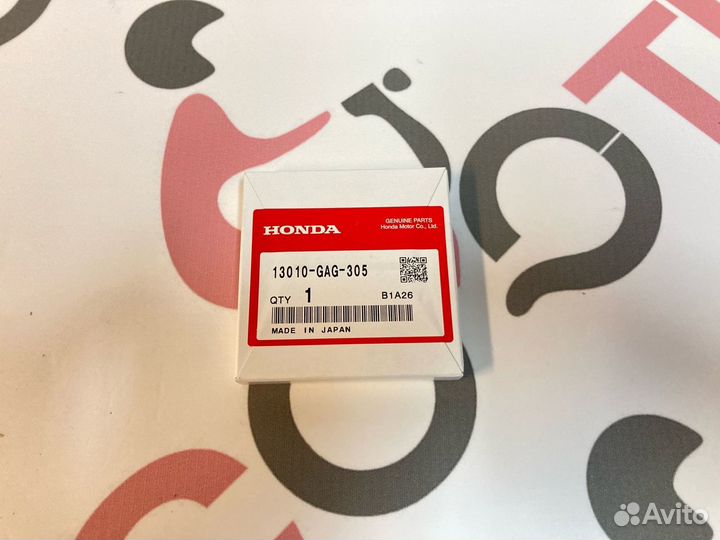 HONDA
GENUINE PARTS
Honda Motor Co., Ltd.
13010-GAG-305
QTY 1 B1A26
MADE IN JAPAN
Avito